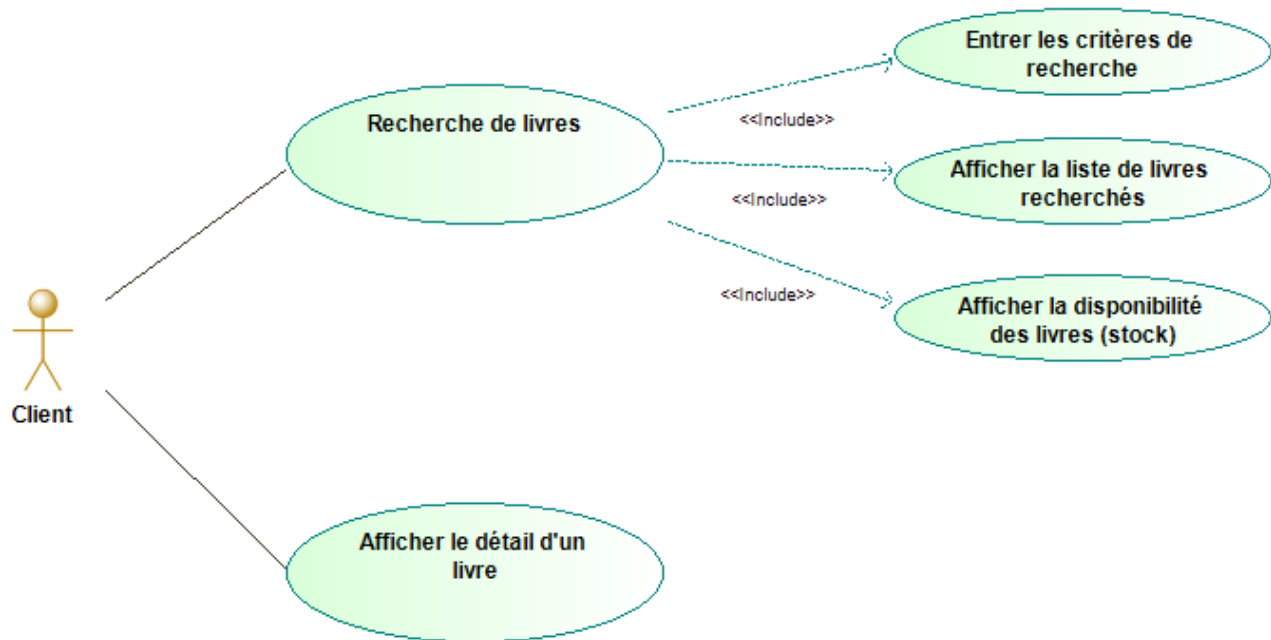 Entrer les critères de
recherche
Recherche de livres
<<Include>>
Afficher la liste de livres
recherchés
<<Include>>
<<Include>>
Afficher la disponibilité
des livres (stock)
Client
Afficher le détail d'un
livre